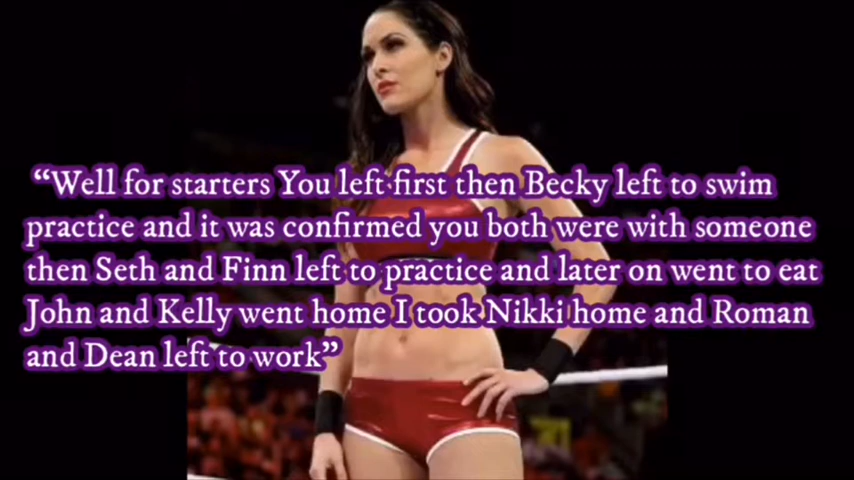 “Well for starters You left first then Becky left to swim
practice and it was confirmed you both were with someone
then Seth and Finn left to practice and later on went to eat
John and Kelly went home I took Nikki home and Roman
and Dean left to work”